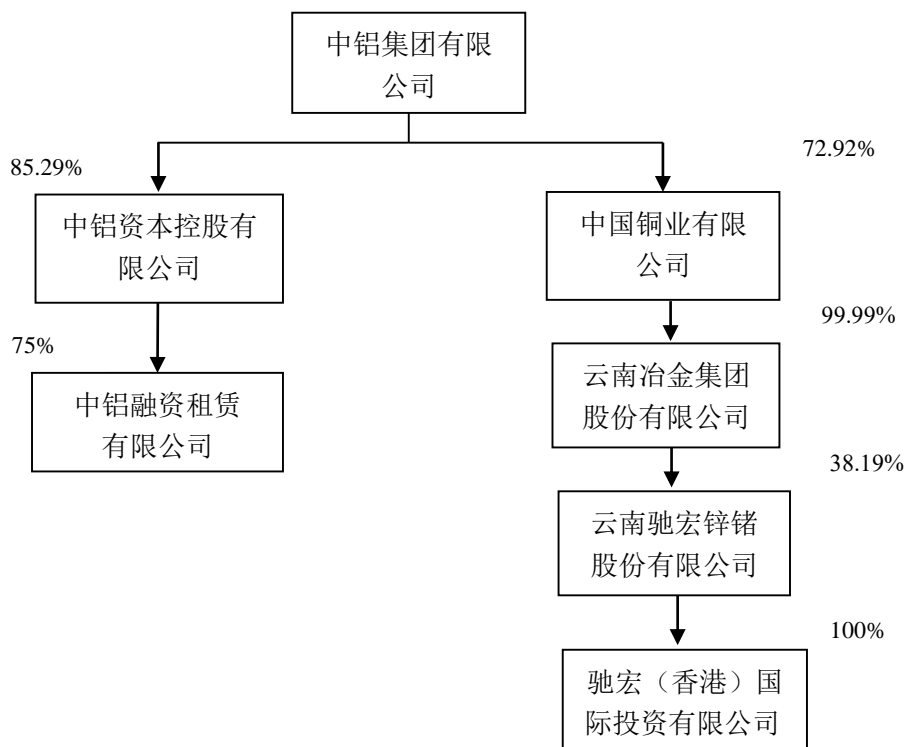 中铝集团有限
公司
85.29%
72.92%
中铝资本控股有
限公司
中国铜业有限
公司
75%
99.99%
中铝融资租赁
有限公司
云南冶金集团
股份有限公司
38.19%
云南驰宏锌锗
股份有限公司
100%
驰宏（香港）国
际投资有限公司